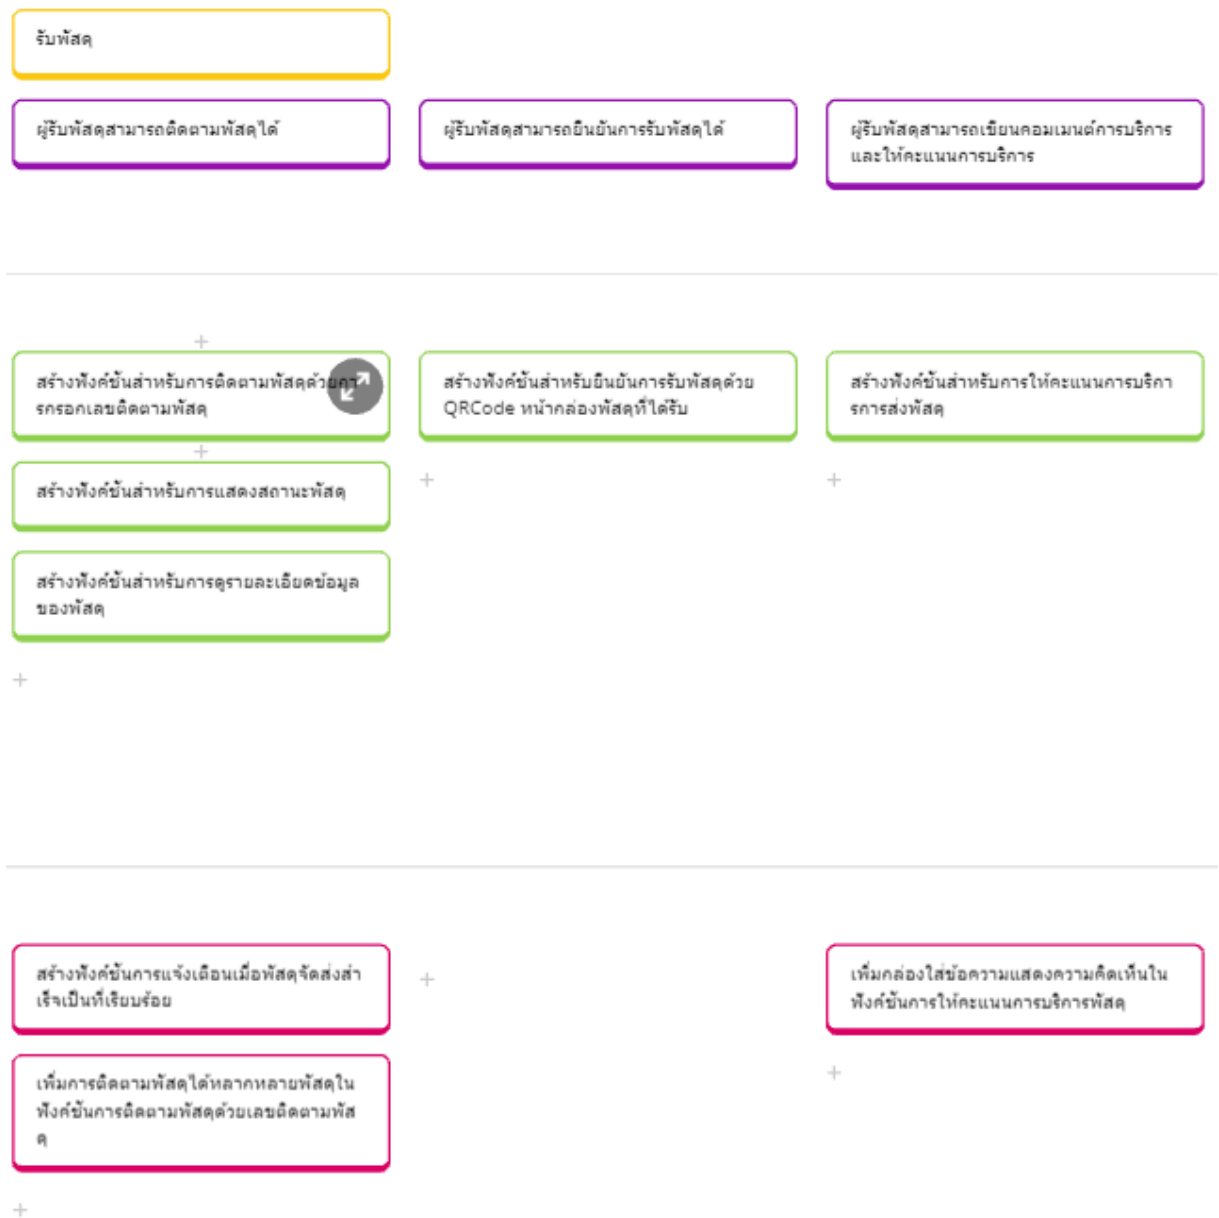 รับพัสดุ
ผู้รับพัสดุสามารถติดตามพัสดุได้
ผู้รับพัสดุสามารถยืนยันการรับพัสดุได้
ผู้รับพัสดุสามารถเขียนคอมเมนต์การบริการ
และให้คะแนนการบริการ
สร้างฟังค์ชันสำหรับการติดตามพัสดุด้วยกา
รกรอกเลขติดตามพัสดุ
สร้างฟังค์ชันสำหรับยืนยันการรับพัสดุด้วย
QRCode หน้ากล่องพัสดุที่ได้รับ
สร้างฟังค์ชันสำหรับการให้คะแนนการบริกา
รการส่งพัสดุ
สร้างฟังค์ชันสำหรับการแสดงสถานะพัสดุ
สร้างฟังค์ชันสำหรับการดูรายละเอียดข้อมูล
ของพัสดุ
สร้างฟังค์ชันการแจ้งเตือนเมื่อพัสดุจัดส่งสำ
เร็จเป็นที่เรียบร้อย
เพิ่มกล่องใส่ข้อความแสดงความคิดเห็นใน
ฟังค์ชันการให้คะแนนการบริการพัสดุ
เพิ่มการติดตามพัสดุได้หลากหลายพัสดุใน
ฟังก์ชันการติดตามพัสดุด้วยเลขติดตามพัส
ดุ